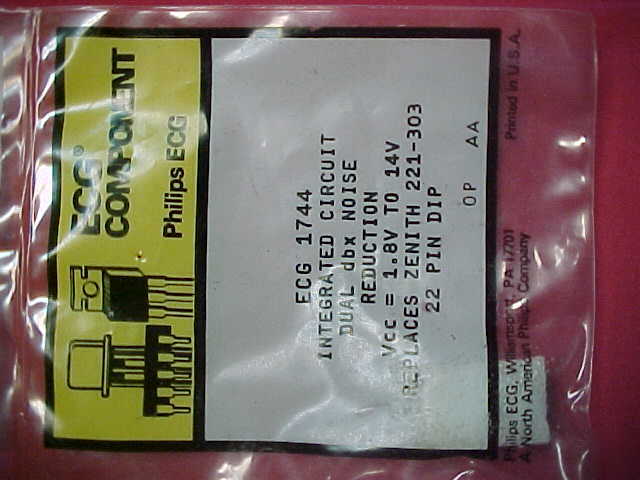 ECG®
COMPONENT
Philips ECG
ECG 1744
INTEGRATED CIRCUIT
DUAL dbx NOISE
REDUCTION
Vcc = 1.8V TO 14V
REPLACES ZENITH 221-303
22 PIN DIP
OP AA
Philips ECG, Williamsport, PA 17701
A North American Philips Company
Printed in U.S.A.